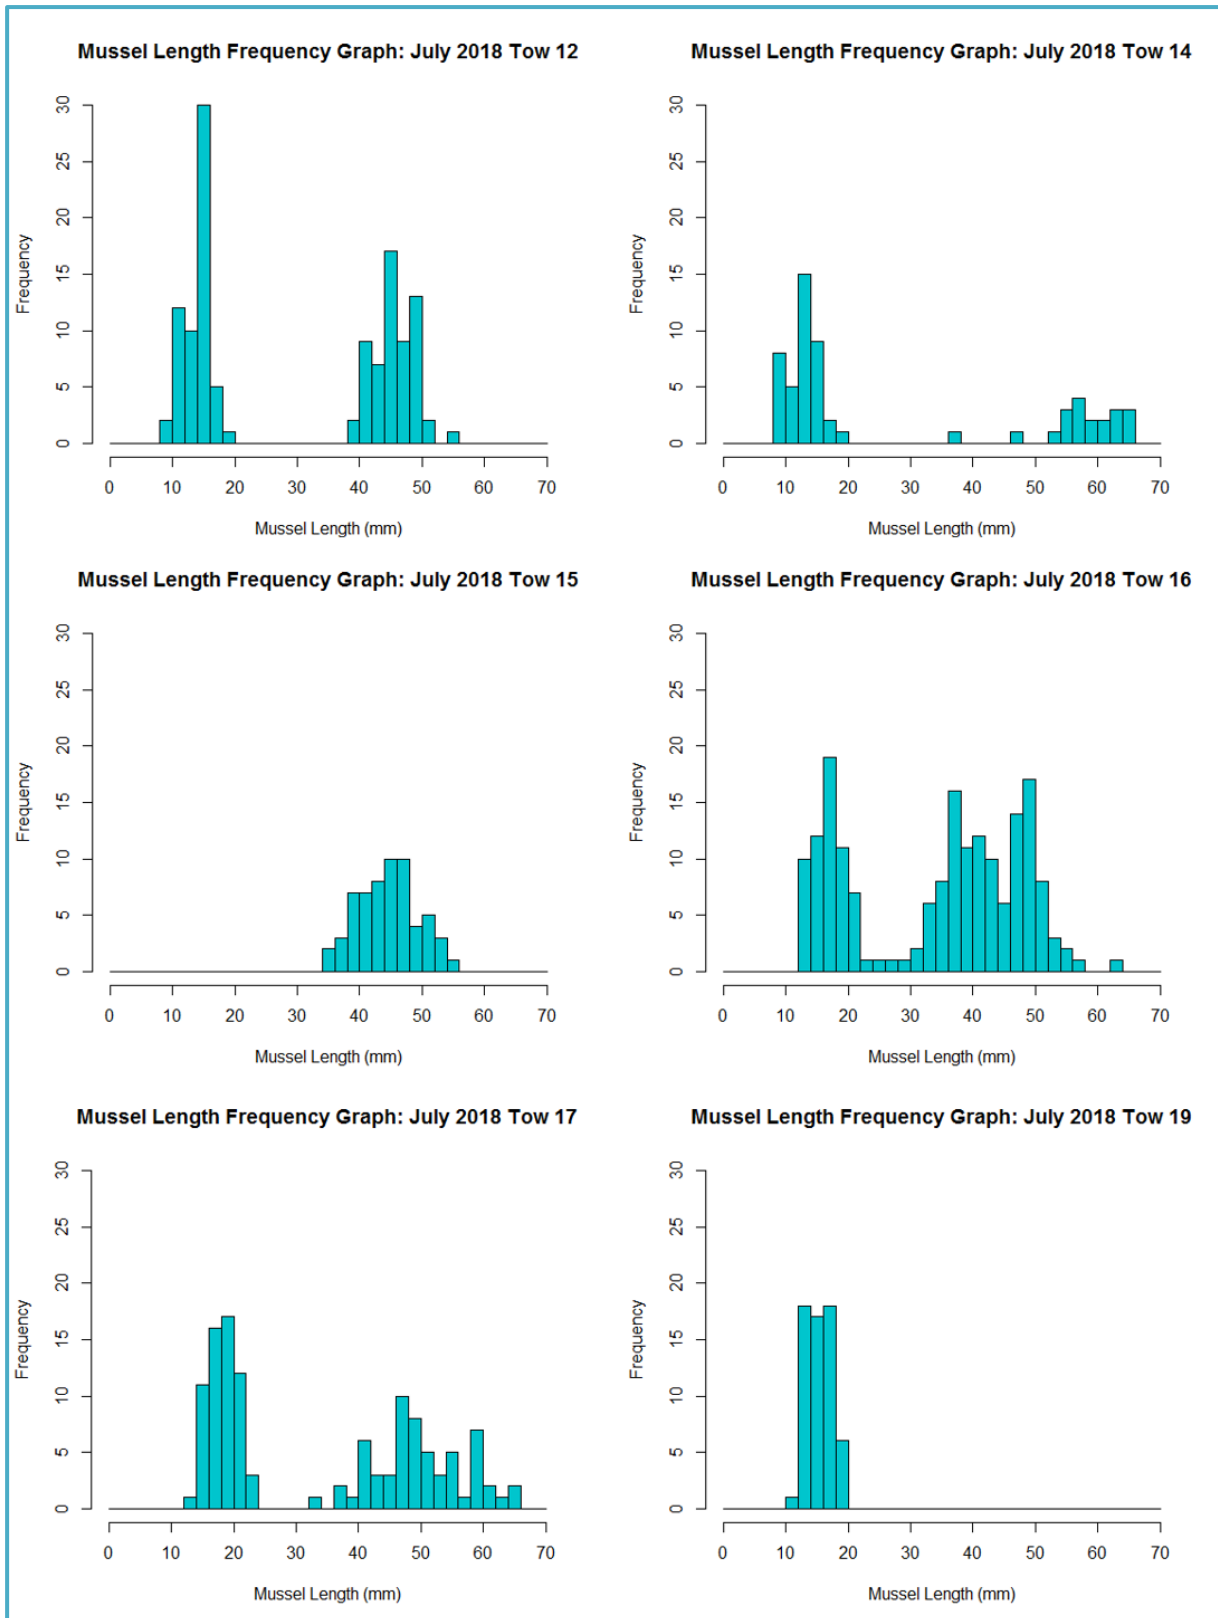 Mussel Length Frequency Graph: July 2018 Tow 12
30
25
20
15
10
5
0
Frequency
0 10 20 30 40 50 60 70
Mussel Length (mm)
Mussel Length Frequency Graph: July 2018 Tow 14
30
25
20
15
10
5
0
Frequency
0 10 20 30 40 50 60 70
Mussel Length (mm)
Mussel Length Frequency Graph: July 2018 Tow 15
30
25
20
15
10
5
0
Frequency
0 10 20 30 40 50 60 70
Mussel Length (mm)
Mussel Length Frequency Graph: July 2018 Tow 16
30
25
20
15
10
5
0
Frequency
0 10 20 30 40 50 60 70
Mussel Length (mm)
Mussel Length Frequency Graph: July 2018 Tow 17
30
25
20
15
10
5
0
Frequency
0 10 20 30 40 50 60 70
Mussel Length (mm)
Mussel Length Frequency Graph: July 2018 Tow 19
30
25
20
15
10
5
0
Frequency
0 10 20 30 40 50 60 70
Mussel Length (mm)